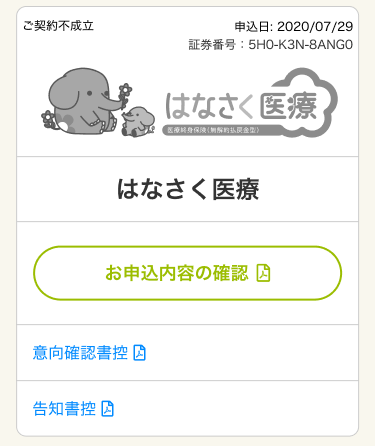 ご契約不成立
申込日: 2020/07/29
証券番号：5H0-K3N-8ANG0
はなさく医療
医療終身保険（無解約払戻金型）
はなさく医療
お申込内容の確認
意向確認書控
告知書控